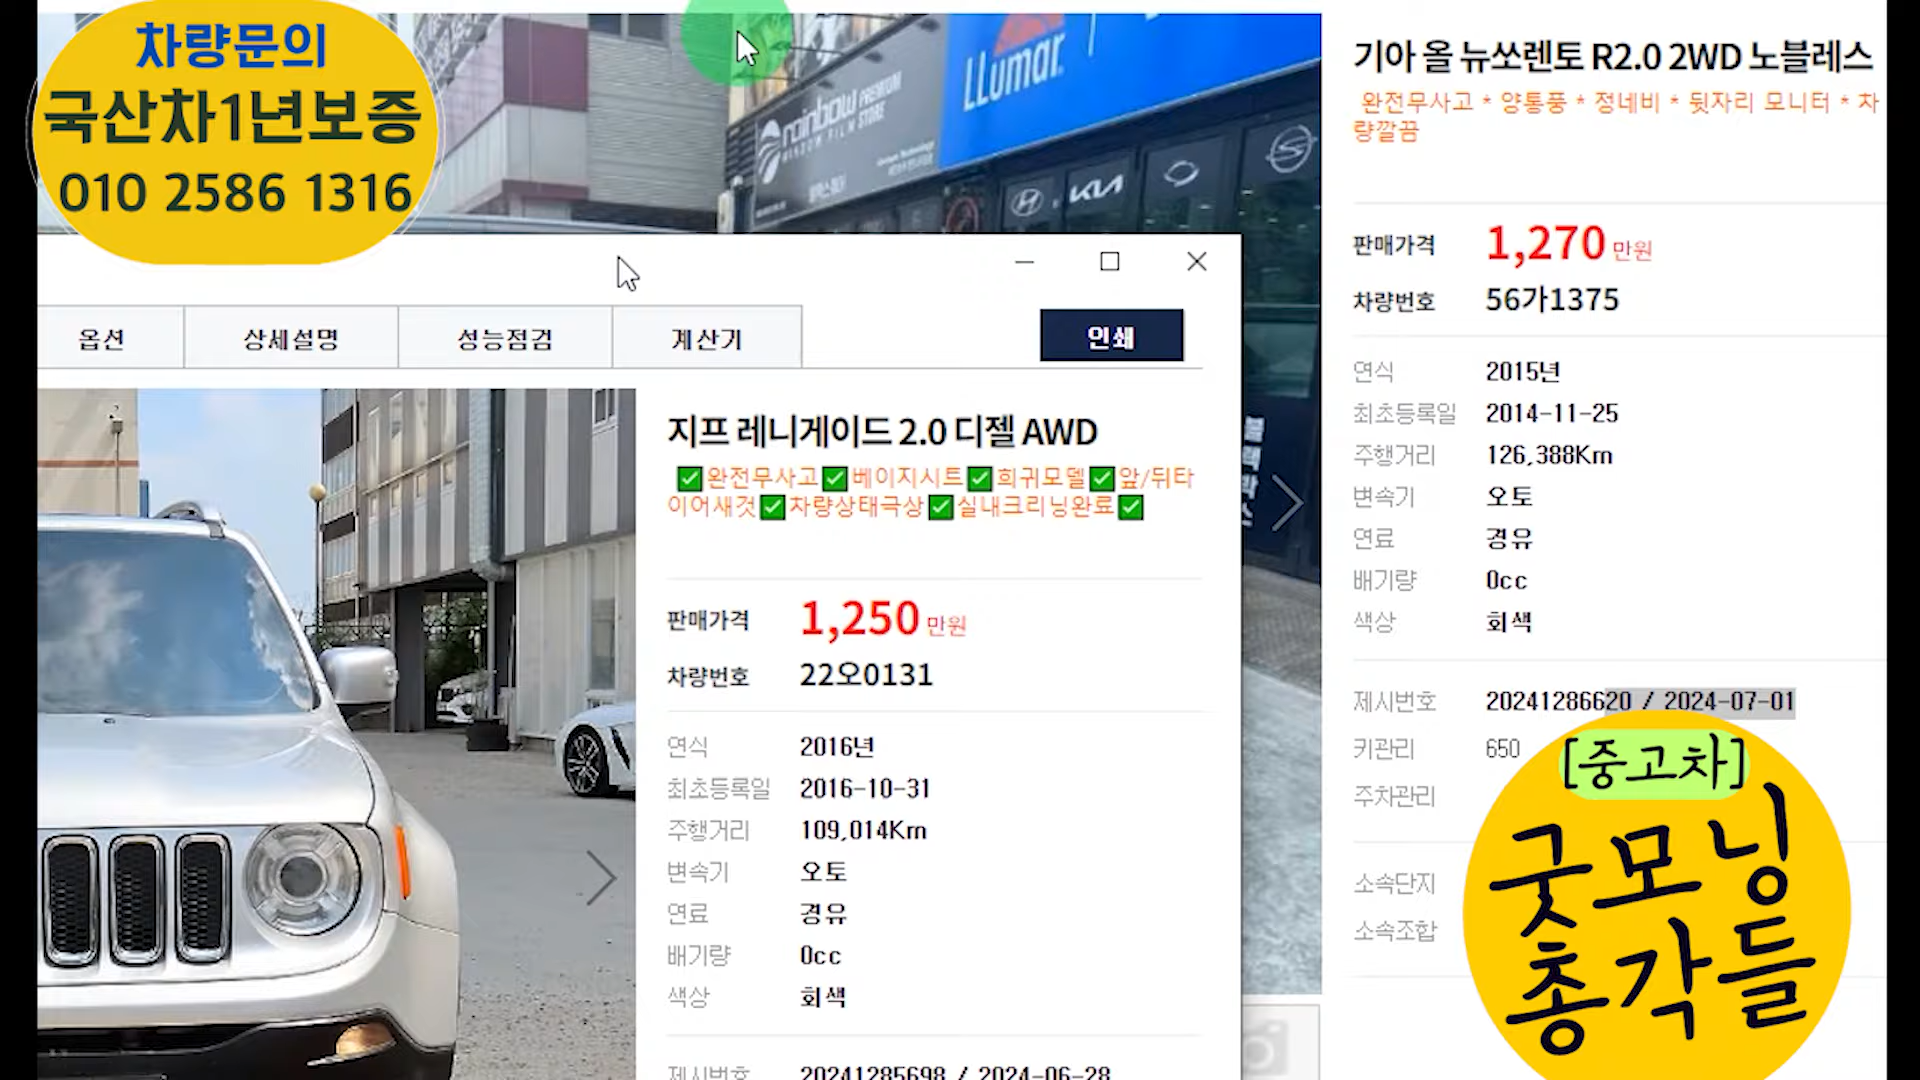 차량문의
국산차1년보증
010 2586 1316
rainbow PREMIUM
WINDOW FILM STORE
LLumar
KIA
옵션
상세설명
성능점검
계산기
인쇄
지프 레니게이드 2.0 디젤 AWD
✅완전무사고✅베이지시트✅희귀모델✅앞/뒤타
이어새것✅차량상태극상✅실내크리닝완료✅
판매가격 1,250 만원
차량번호 22오0131
연식 2016년
최초등록일 2016-10-31
주행거리 109,014Km
변속기 오토
연료 경유
배기량 0cc
색상 회색
제시번호 20241285698 / 2024-06-28
기아 올 뉴쏘렌토 R2.0 2WD 노블레스
완전무사고 * 양통풍 * 정네비 * 뒷자리 모니터 * 차
량깔끔
판매가격 1,270 만원
차량번호 56가1375
연식 2015년
최초등록일 2014-11-25
주행거리 126,388Km
변속기 오토
연료 경유
배기량 0cc
색상 회색
제시번호 20241286620 / 2024-07-01
키관리 650
주차관리
소속단지
소속조합
[중고차]
굿모닝
총각들